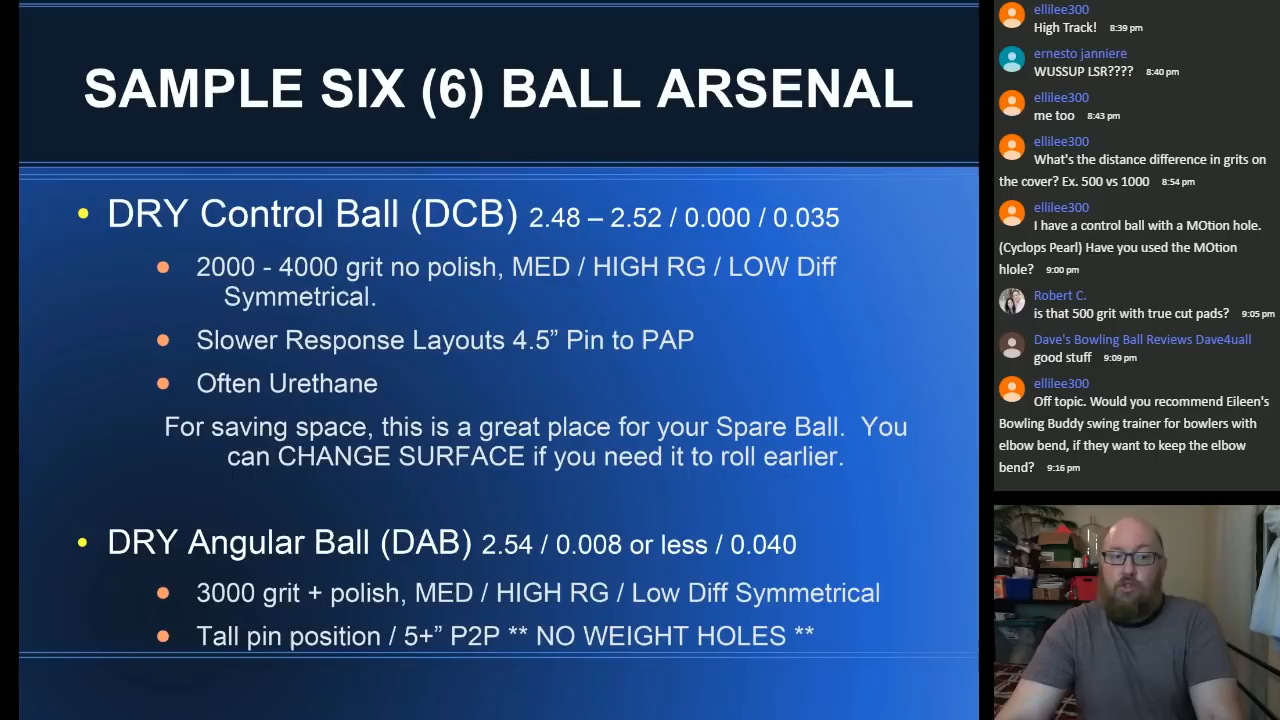 SAMPLE SIX (6) BALL ARSENAL
• DRY Control Ball (DCB) 2.48 – 2.52 / 0.000 / 0.035
• 2000 - 4000 grit no polish, MED / HIGH RG / LOW Diff
Symmetrical.
• Slower Response Layouts 4.5” Pin to PAP
• Often Urethane
For saving space, this is a great place for your Spare Ball. You
can CHANGE SURFACE if you need it to roll earlier.
• DRY Angular Ball (DAB) 2.54 / 0.008 or less / 0.040
• 3000 grit + polish, MED / HIGH RG / Low Diff Symmetrical
• Tall pin position / 5+” P2P ** NO WEIGHT HOLES **
ellilee300
High Track! 8:39 pm
ernesto janniere
WUSSUP LSR???? 8:40 pm
ellilee300
me too 8:43 pm
ellilee300
What's the distance difference in grits on
the cover? Ex. 500 vs 1000 8:54 pm
ellilee300
I have a control ball with a MOtion hole.
(Cyclops Pearl) Have you used the MOtion
hlole? 9:00 pm
Robert C.
is that 500 grit with true cut pads? 9:05 pm
Dave's Bowling Ball Reviews Dave4uall
good stuff 9:09 pm
ellilee300
Off topic. Would you recommend Eileen's
Bowling Buddy swing trainer for bowlers with
elbow bend, if they want to keep the elbow
bend? 9:16 pm